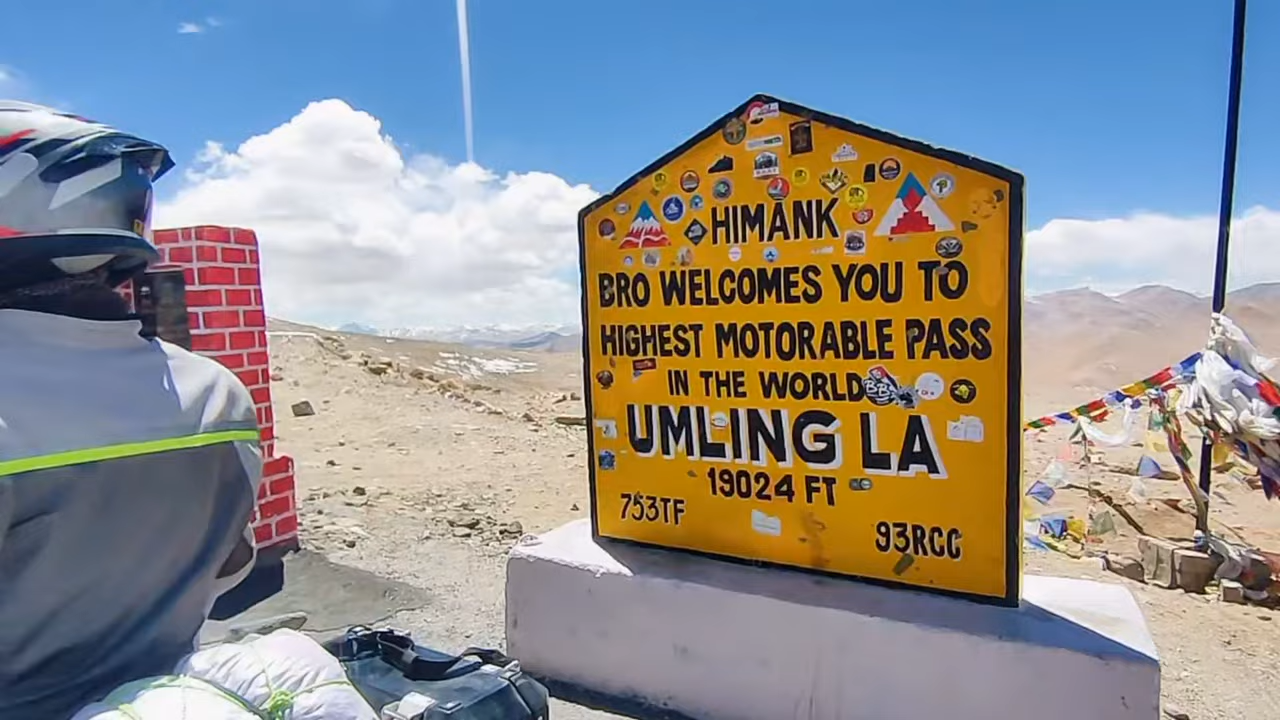 HIMANK
BRO WELCOMES YOU TO
HIGHEST MOTORABLE PASS
IN THE WORLD
UMLING LA
19024 FT
753TF
93RCC